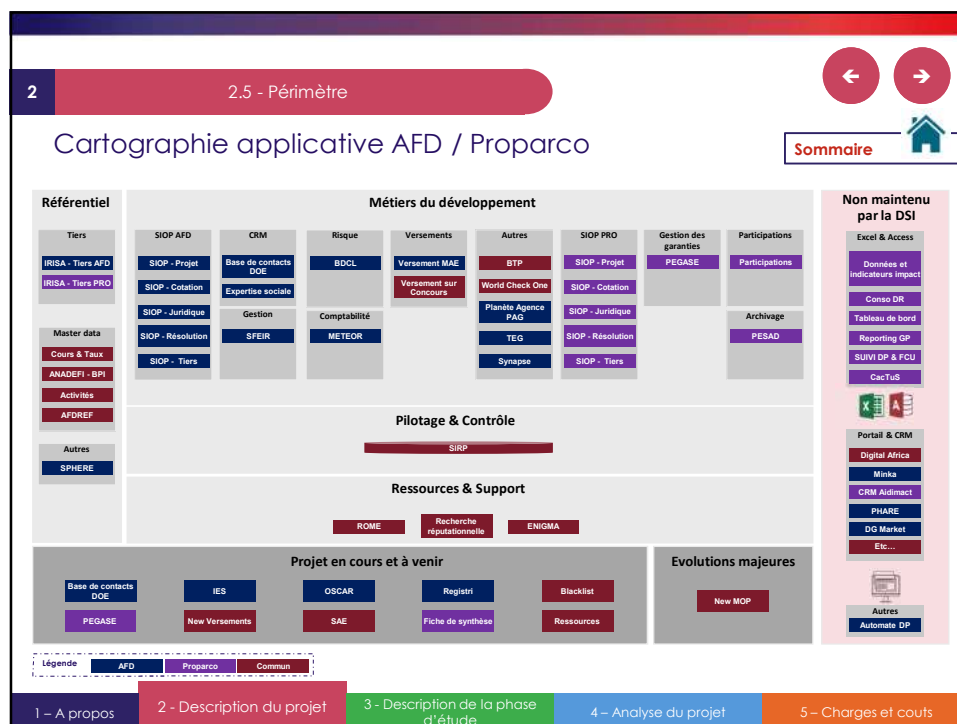 2
2.5 - Périmètre
Cartographie applicative AFD / Proparco
Sommaire
Référentiel
Tiers
IRISA - Tiers AFD
IRISA - Tiers PRO
Master data
Cours & Taux
ANADEFI - BPI
Activités
AFDREF
Autres
SPHERE
Métiers du développement
SIOP AFD
SIOP - Projet
SIOP - Cotation
SIOP - Juridique
SIOP - Résolution
SIOP - Tiers
CRM
Base de contacts
DOE
Expertise sociale
Gestion
SFEIR
Risque
BDCL
Comptabilité
METEOR
Versements
Versement MAE
Versement sur
Concours
Autres
BTP
World Check One
Planète Agence
PAG
TEG
Synapse
SIOP PRO
SIOP - Projet
SIOP - Cotation
SIOP - Juridique
SIOP - Résolution
SIOP - Tiers
Gestion des
garanties
PEGASE
Participations
Participations
Archivage
PESAD
Pilotage & Contrôle
SIRP
Ressources & Support
ROME
Recherche
réputationnelle
ENIGMA
Non maintenu
par la DSI
Excel & Access
Données et
indicateurs impact
Conso DR
Tableau de bord
Reporting GP
SUIVI DP & FCU
CacTuS
X
A
Portail & CRM
Digital Africa
Minka
CRM Aidimact
PHARE
DG Market
Etc...
Autres
Automate DP
Projet en cours et à venir
Base de contacts
DOE
IES
OSCAR
Registri
Blacklist
PEGASE
New Versements
SAE
Fiche de synthèse
Ressources
Evolutions majeures
New MOP
Légende
AFD
Proparco
Commun
1 – A propos
2 - Description du projet
3 - Description de la phase
d'étude
4 – Analyse du projet
5 – Charges et couts